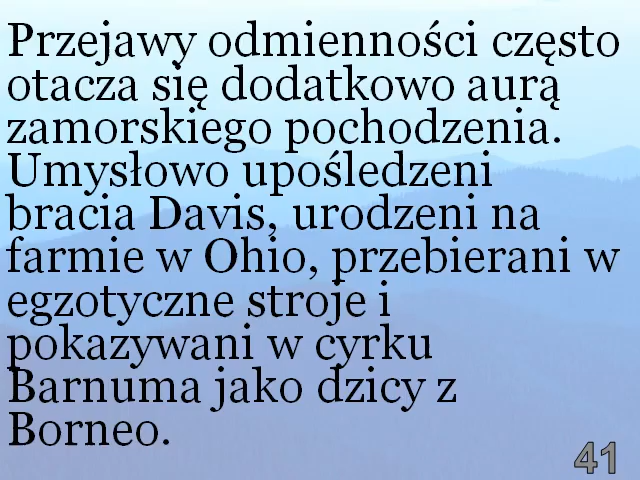 Przejawy odmienności często
otacza się dodatkowo aurą
zamorskiego pochodzenia.
Umysłowo upośledzeni
bracia Davis, urodzeni na
farmie w Ohio, przebierani w
egzotyczne stroje i
pokazywani w cyrku
Barnuma jako dzicy z
Borneo.
41